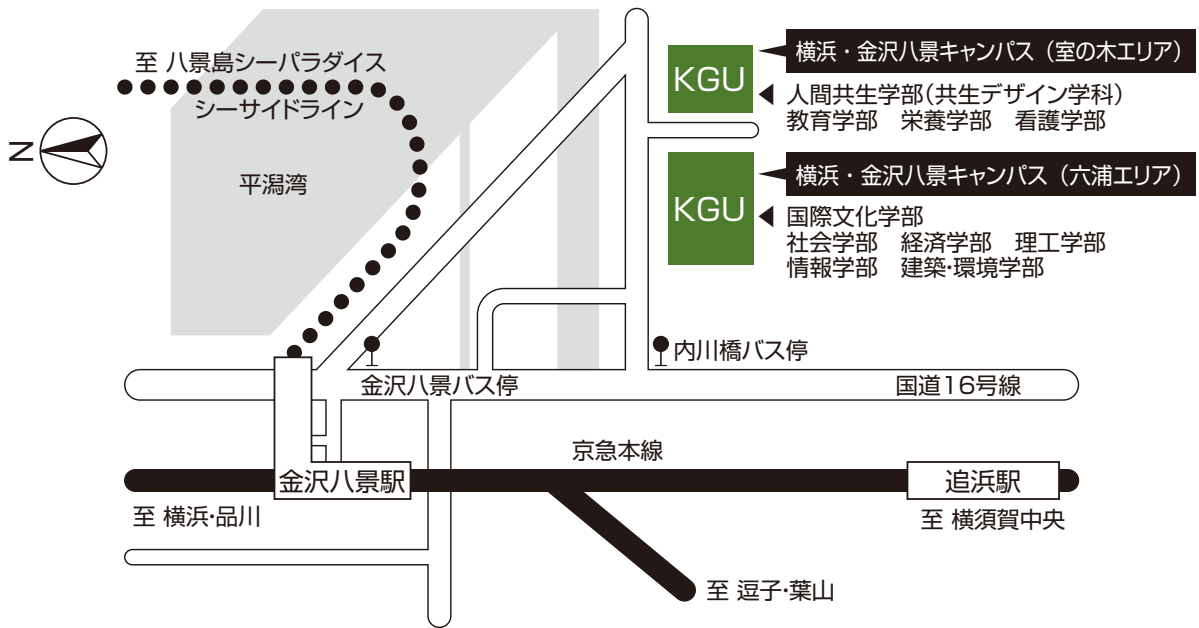 至 八景島シーパラダイス
シーサイドライン
N
平潟湾
KGU
横浜・金沢八景キャンパス（室の木エリア）
人間共生学部（共生デザイン学科）
教育学部　栄養学部　看護学部
KGU
横浜・金沢八景キャンパス（六浦エリア）
国際文化学部
社会学部　経済学部　理工学部
情報学部　建築・環境学部
内川橋バス停
金沢八景バス停
国道16号線
京急本線
金沢八景駅
追浜駅
至 横浜・品川
至 横須賀中央
至 逗子・葉山